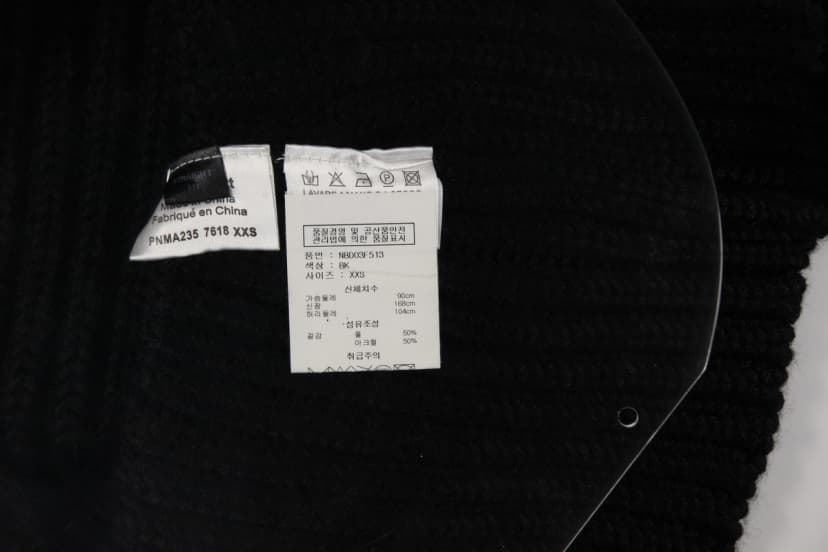 STRAIGHT
FIT
Made in China
Fabriqué en China
PNMA235 7618 XXS
품질경영 및 공산품안전
관리법에 의한 품질표시
품번 : NB003F513
색상 : BK
사이즈 : XXS
신체치수
가슴둘레 90cm
신장 168cm
허리둘레 104cm
섬유조성
겉감 울 50%
아크릴 50%
취급주의